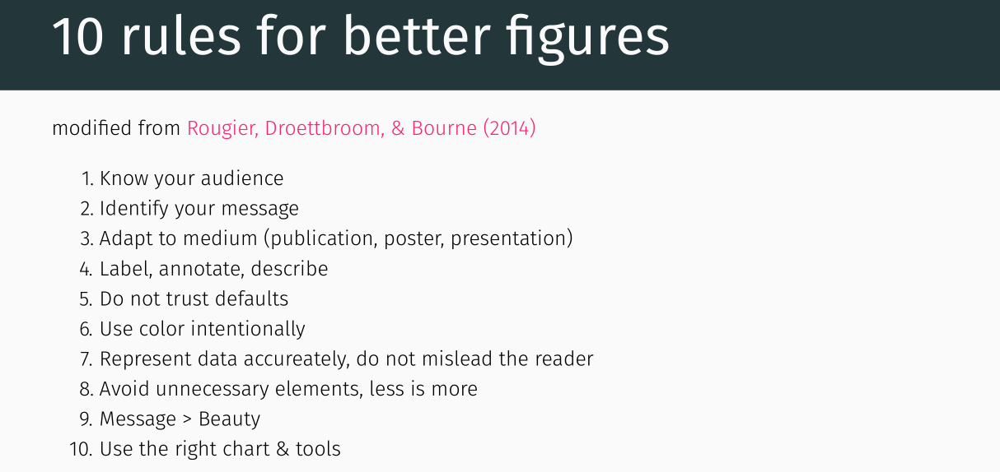 10 rules for better figures
modified from Rougier, Droettbroom, & Bourne (2014)
1. Know your audience
2. Identify your message
3. Adapt to medium (publication, poster, presentation)
4. Label, annotate, describe
5. Do not trust defaults
6. Use color intentionally
7. Represent data accureately, do not mislead the reader
8. Avoid unnecessary elements, less is more
9. Message > Beauty
10. Use the right chart & tools